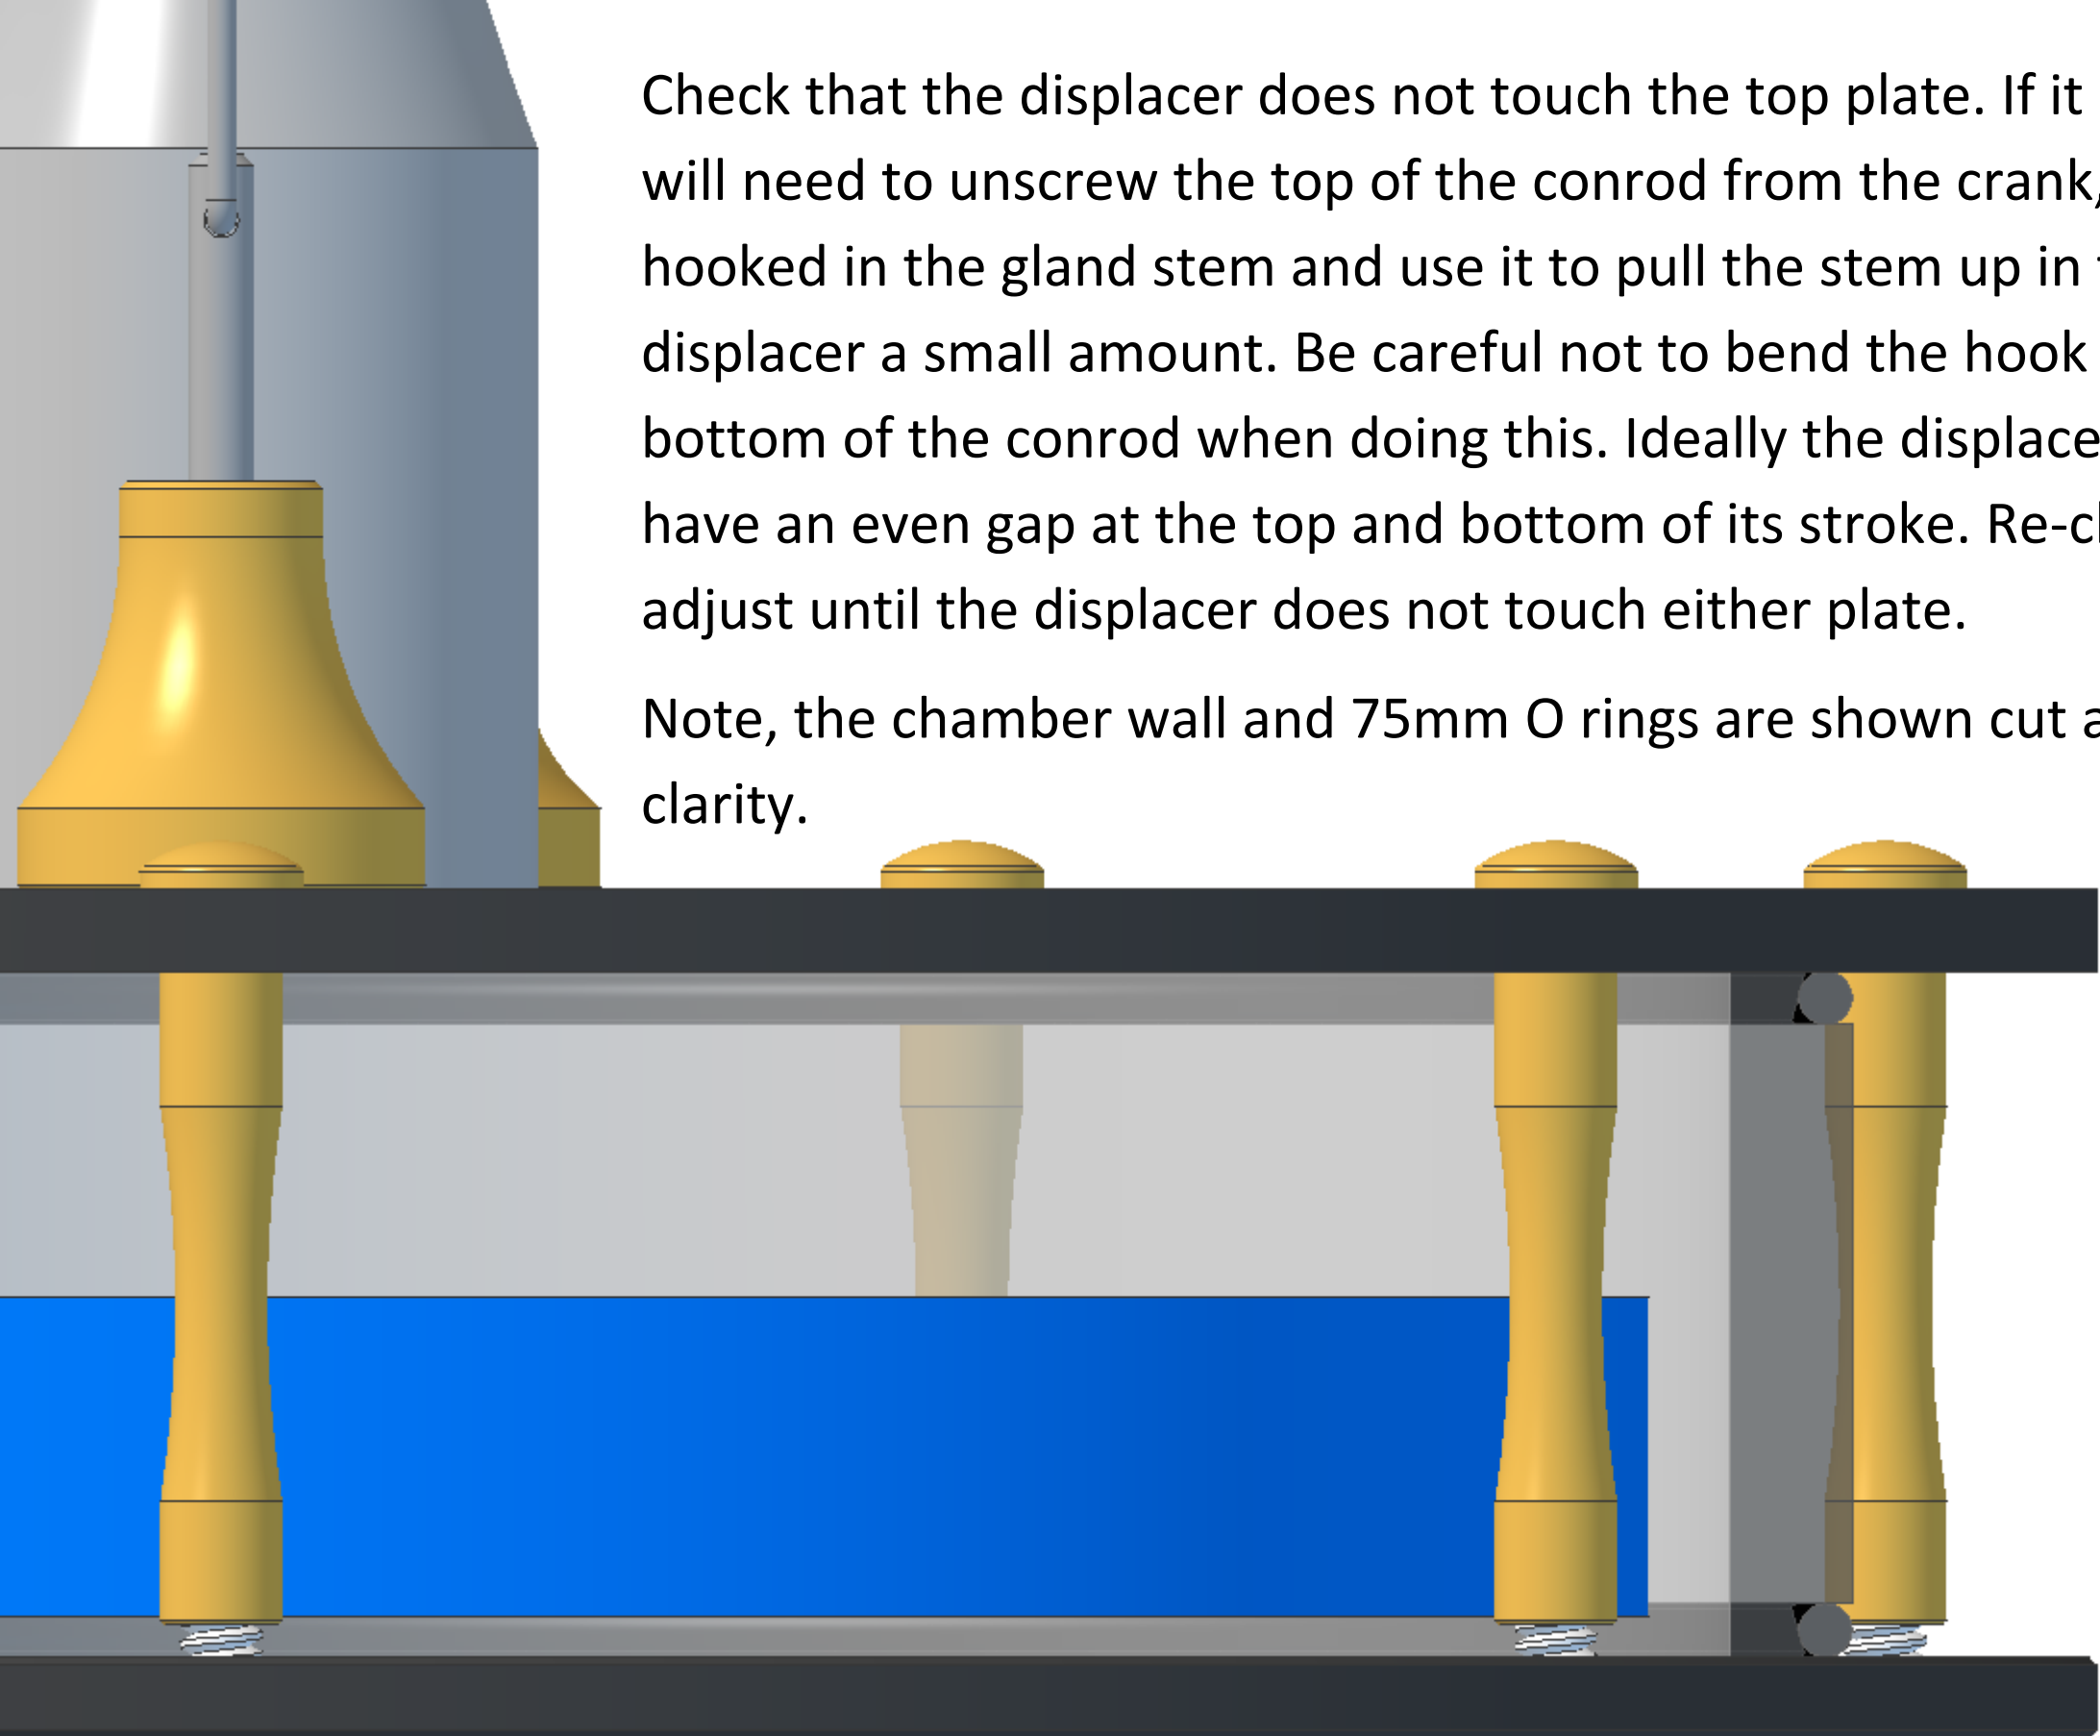 Check that the displacer does not touch the top plate. If it
will need to unscrew the top of the conrod from the crank,
hooked in the gland stem and use it to pull the stem up in
displacer a small amount. Be careful not to bend the hook
bottom of the conrod when doing this. Ideally the displace
have an even gap at the top and bottom of its stroke.
adjust until the displacer does not touch either plate.
Note, the chamber wall and 75mm O rings are shown cut
clarity.